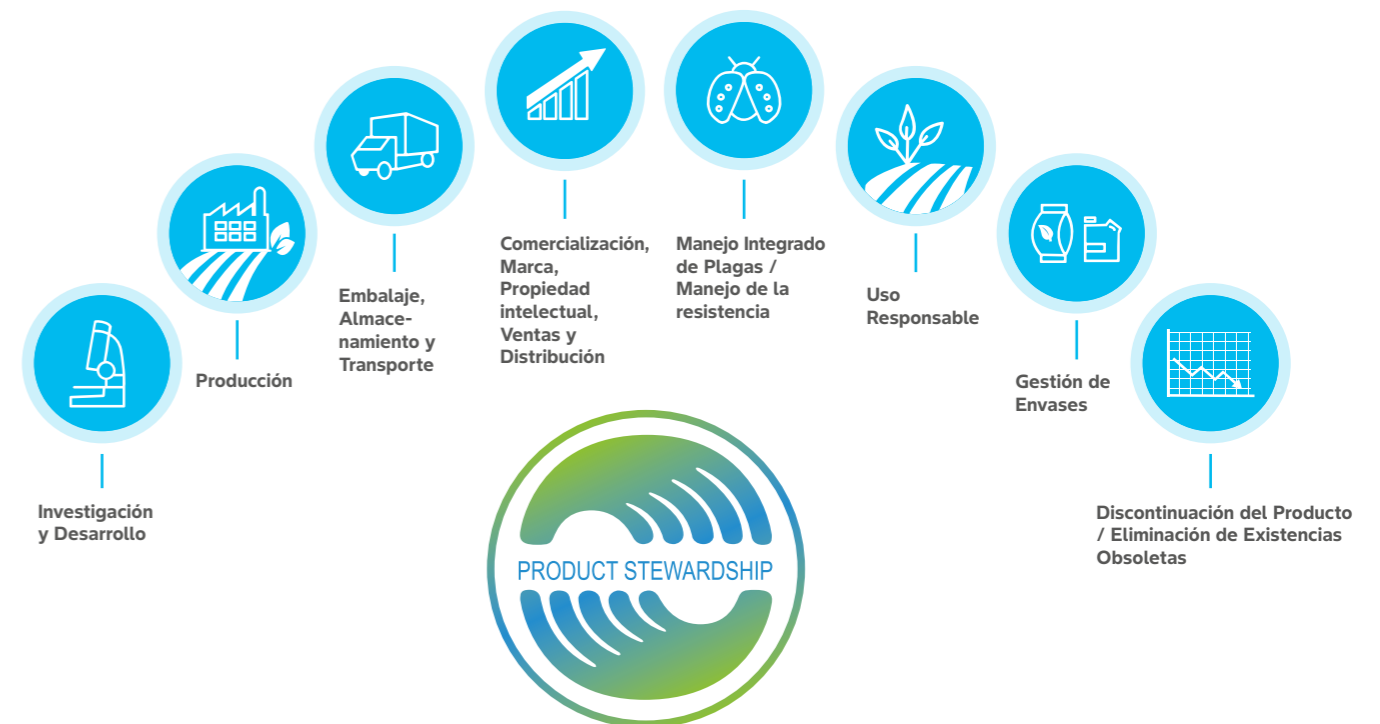 Investigación
y Desarrollo
Producción
Embalaje,
Almace-
namiento y
Transporte
Comercialización,
Marca,
Propiedad
intelectual,
Ventas y
Distribución
Manejo Integrado
de Plagas /
Manejo de la
resistencia
Uso
Responsable
Gestión de
Envases
Discontinuación del Producto
/ Eliminación de Existencias
Obsoletas
PRODUCT STEWARDSHIP